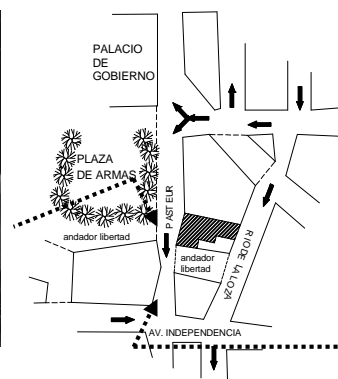 PALACIO
DE
GOBIERNO
PLAZA
DE ARMAS
PASTEUR
andador libertad
andador
libertad
RIO DE LA LOZA
AV. INDEPENDENCIA